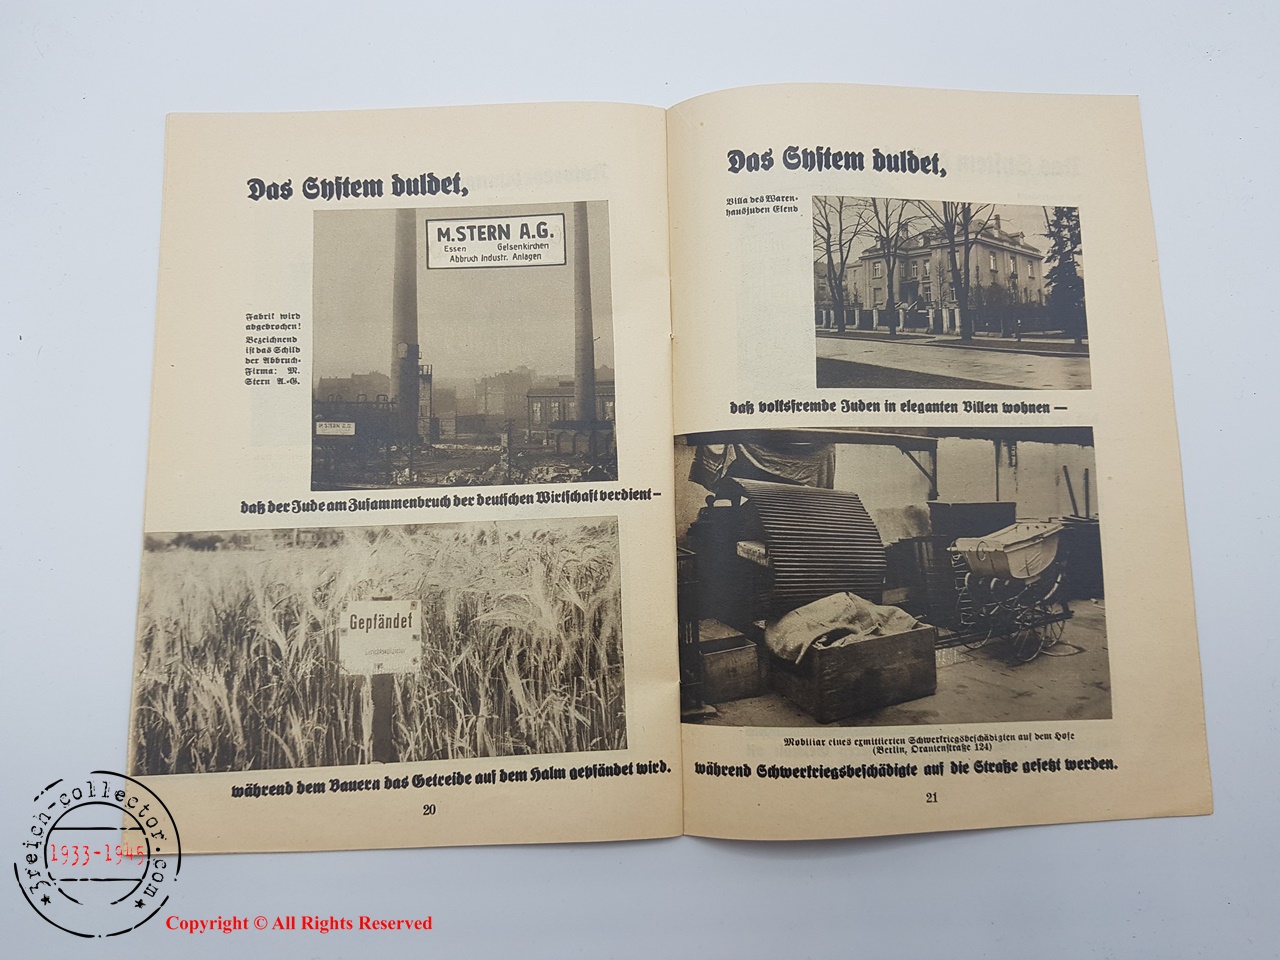 Das System duldet,
M. STERN A.G.
Essen Gelsenkirchen
Abbruch Industr. Anlagen
Fabrik wird
abgebrochen!
Bezeichnend
ist das Schild
der Abbruch-
Firma: M.
Stern A.-G.
M. STERN A.G.
daß der Jude am Zusammenbruch der deutschen Wirtschaft verdient —
Gepfändet
während dem Bauern das Getreide auf dem Halm gepfändet wird.
20
Das System duldet,
Villa des Waren-
hausjuden Elend
daß volksfremde Juden in eleganten Villen wohnen —
Mobiliar eines exmittierten Schwerkriegsbeschädigten auf dem Hofe
(Berlin, Oranienstraße 124)
während Schwerkriegsbeschädigte auf die Straße gesetzt werden.
21
3reich-collector.com
1933-1945
Copyright © All Rights Reserved